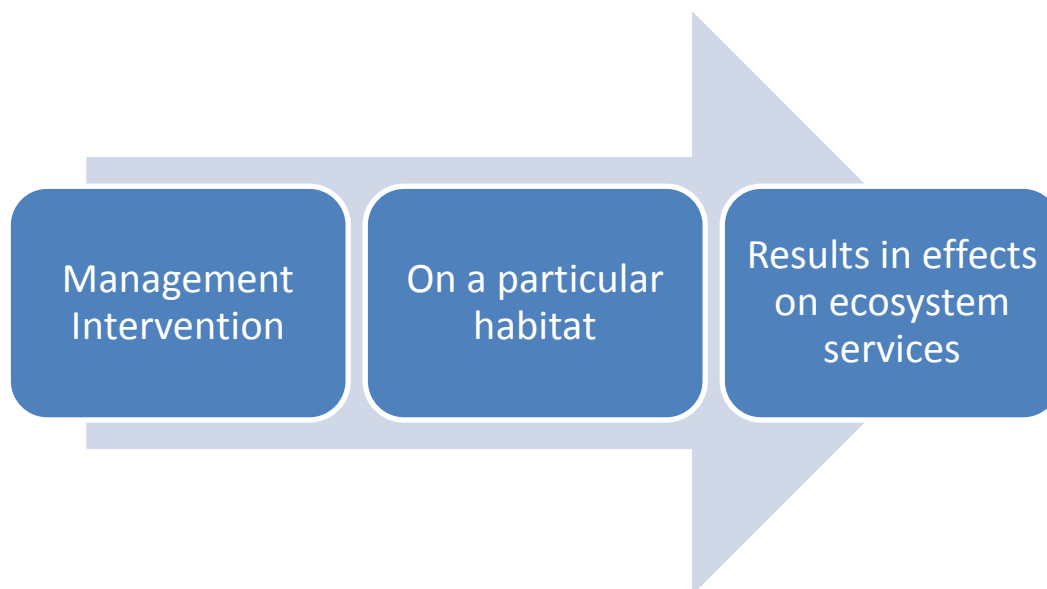 Management
Intervention
On a particular
habitat
Results in effects
on ecosystem
services